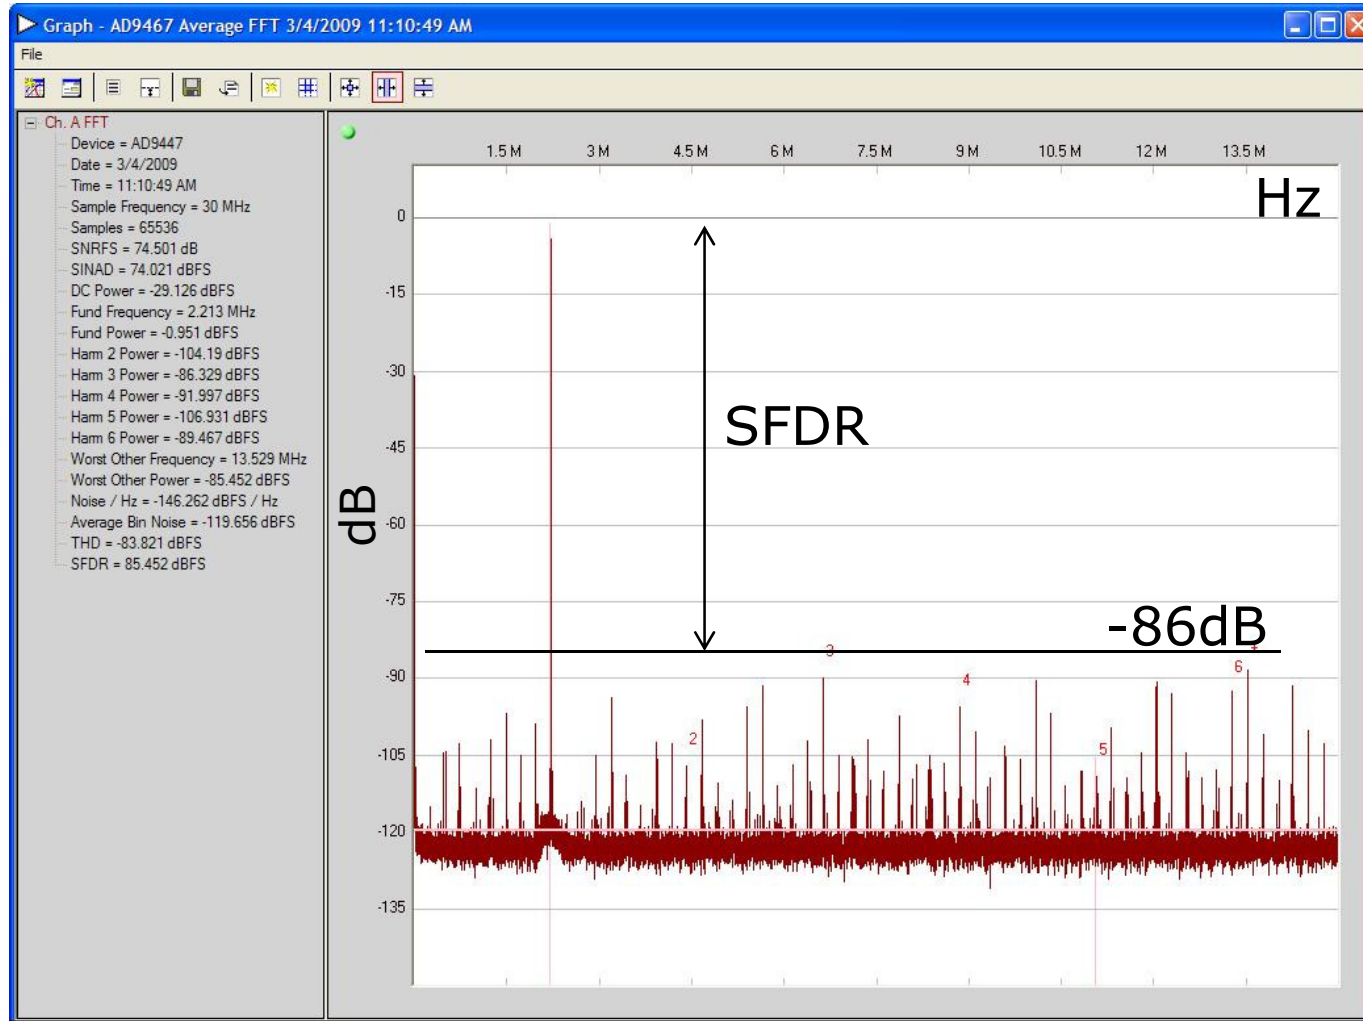 Graph - AD9467 Average FFT 3/4/2009 11:10:49 AM
File
Ch. A FFT
Device = AD9447
Date = 3/4/2009
Time = 11:10:49 AM
Sample Frequency = 30 MHz
Samples = 65536
SNRFS = 74.501 dB
SINAD = 74.021 dBFS
DC Power = -29.126 dBFS
Fund Frequency = 2.213 MHz
Fund Power = -0.951 dBFS
Harm 2 Power = -104.19 dBFS
Harm 3 Power = -86.329 dBFS
Harm 4 Power = -91.997 dBFS
Harm 5 Power = -106.931 dBFS
Harm 6 Power = -89.467 dBFS
Worst Other Frequency = 13.529 MHz
Worst Other Power = -85.452 dBFS
Noise / Hz = -146.262 dBFS / Hz
Average Bin Noise = -119.656 dBFS
THD = -83.821 dBFS
SFDR = 85.452 dBFS
1.5 M 3 M 4.5 M 6 M 7.5 M 9 M 10.5 M 12 M 13.5 M
Hz
0
-15
-30
-45
-60
-75
-90
-105
-120
-135
dB
SFDR
-86dB
3
+
6
4
2
5